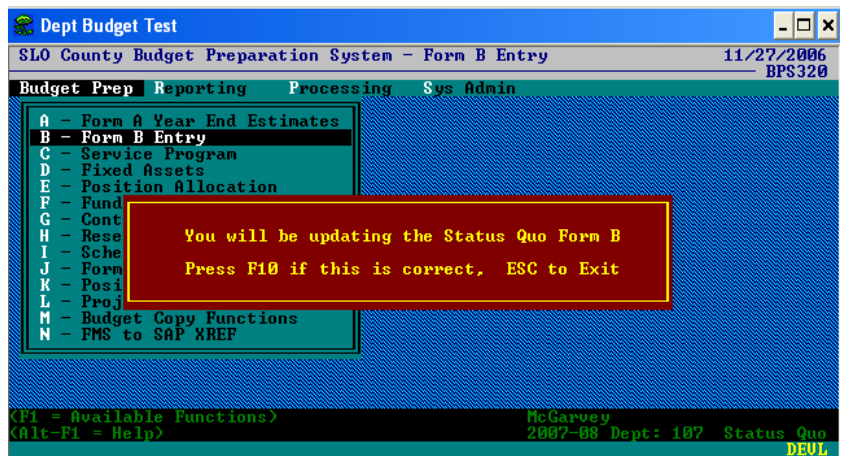 Dept Budget Test
SLO County Budget Preparation System - Form B Entry 11/27/2006
BPS320
Budget Prep Reporting Processing Sys Admin
A - Form A Year End Estimates
B - Form B Entry
C - Service Program
D - Fixed Assets
E - Position Allocation
F - Fund
G - Cont
H - Rese
I - Sche
J - Form
K - Posi
L - Proj
M - Budget Copy Functions
N - FMS to SAP XREF
You will be updating the Status Quo Form B
Press F10 if this is correct, ESC to Exit
(F1 = Available Functions) McGarvey
(Alt-F1 = Help) 2007-08 Dept: 107 Status Quo
DEVL